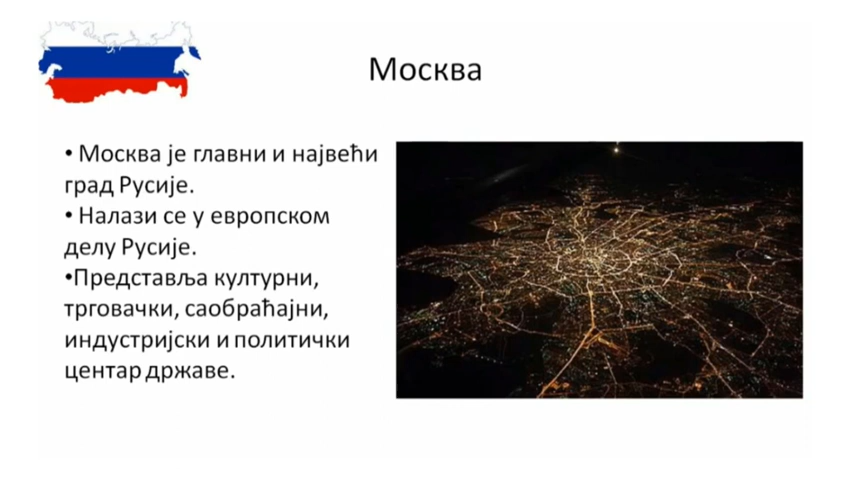 Москва
• Москва је главни и највећи
град Русије.
• Налази се у европском
делу Русије.
•Представља културни,
трговачки, саобраћајни,
индустријски и политички
центар државе.